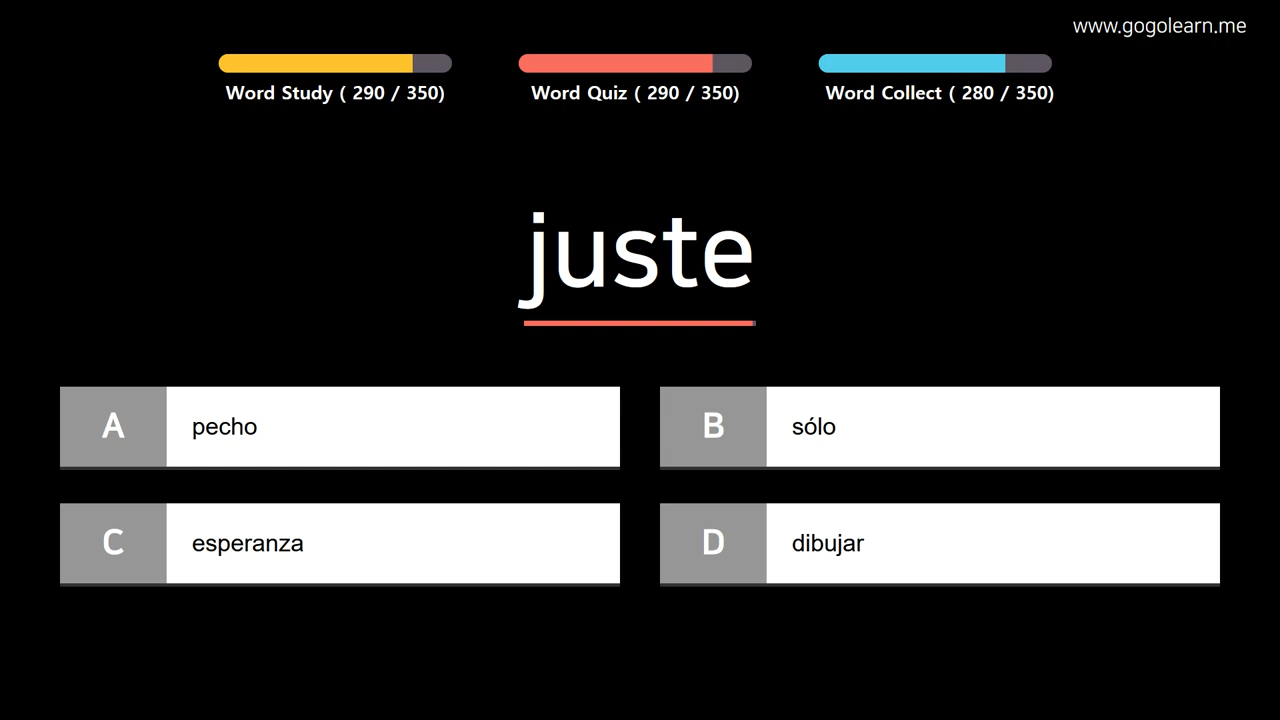 www.gogolearn.me
Word Study ( 290 / 350)
Word Quiz ( 290 / 350)
Word Collect ( 280 / 350)
juste
A
pecho
B
sólo
C
esperanza
D
dibujar